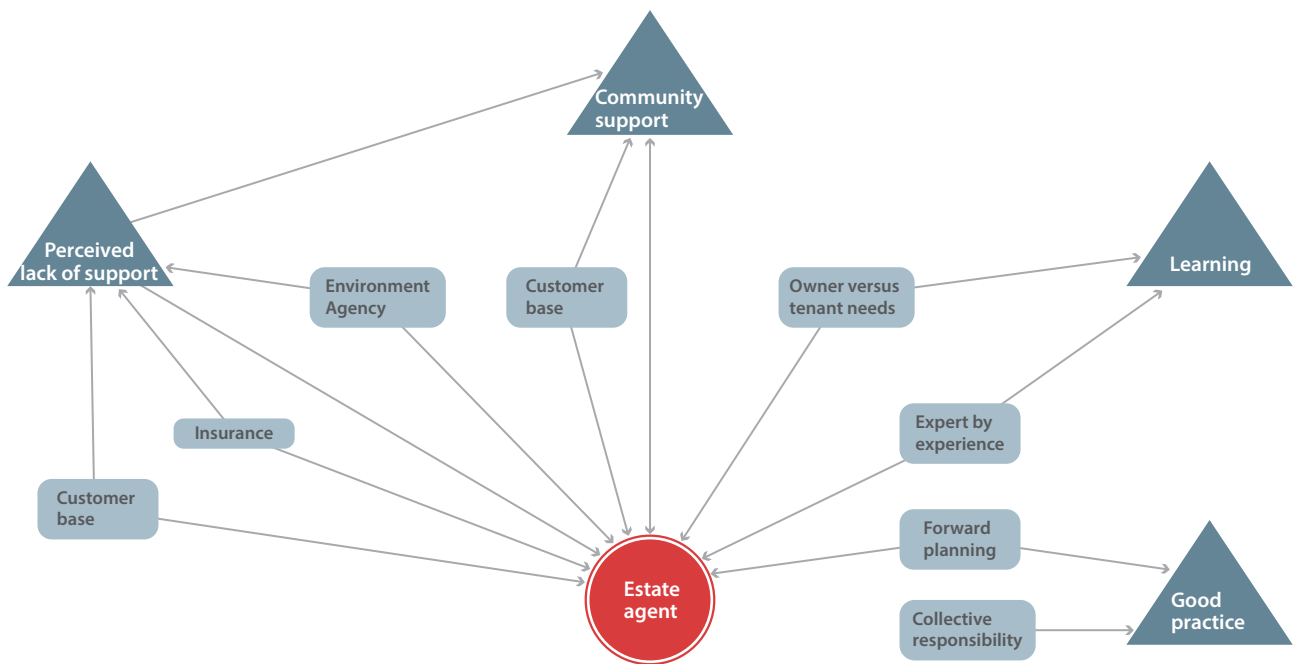 Community
support
Perceived
lack of support
Learning
Environment
Agency
Customer
base
Owner versus
tenant needs
Insurance
Expert by
experience
Customer
base
Forward
planning
Estate
agent
Good
practice
Collective
responsibility